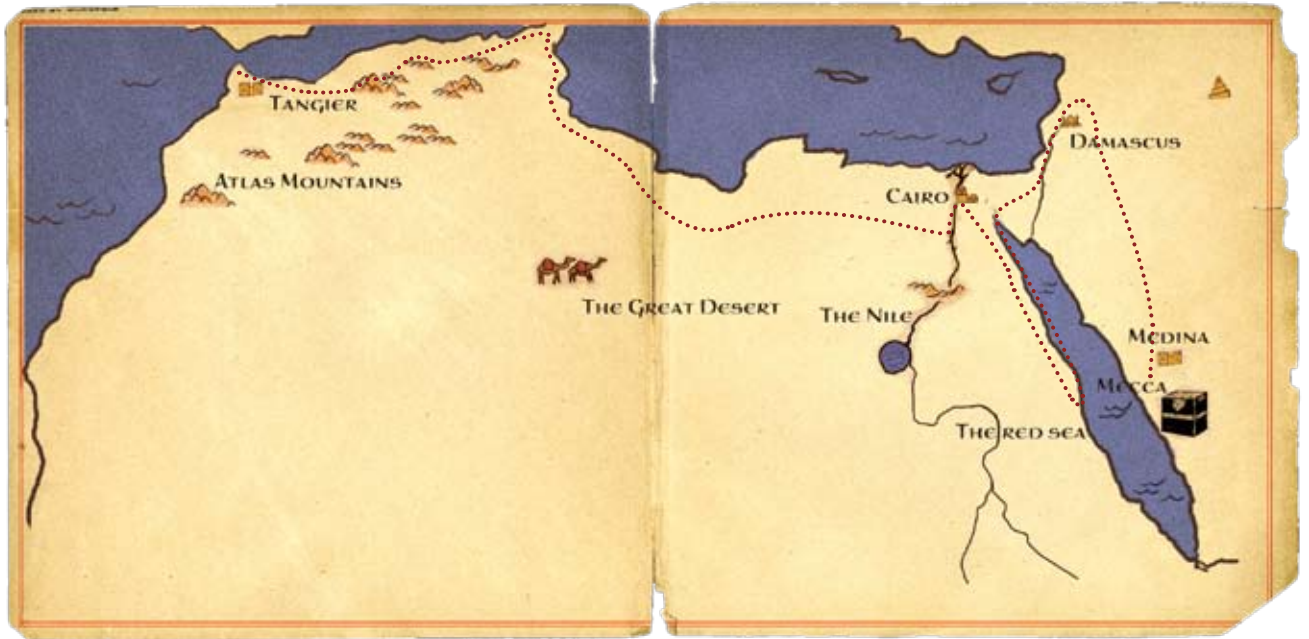 Tangier
Damascus
Atlas Mountains
Cairo
The Great Desert
The Nile
Medina
Mecca
The Red Sea